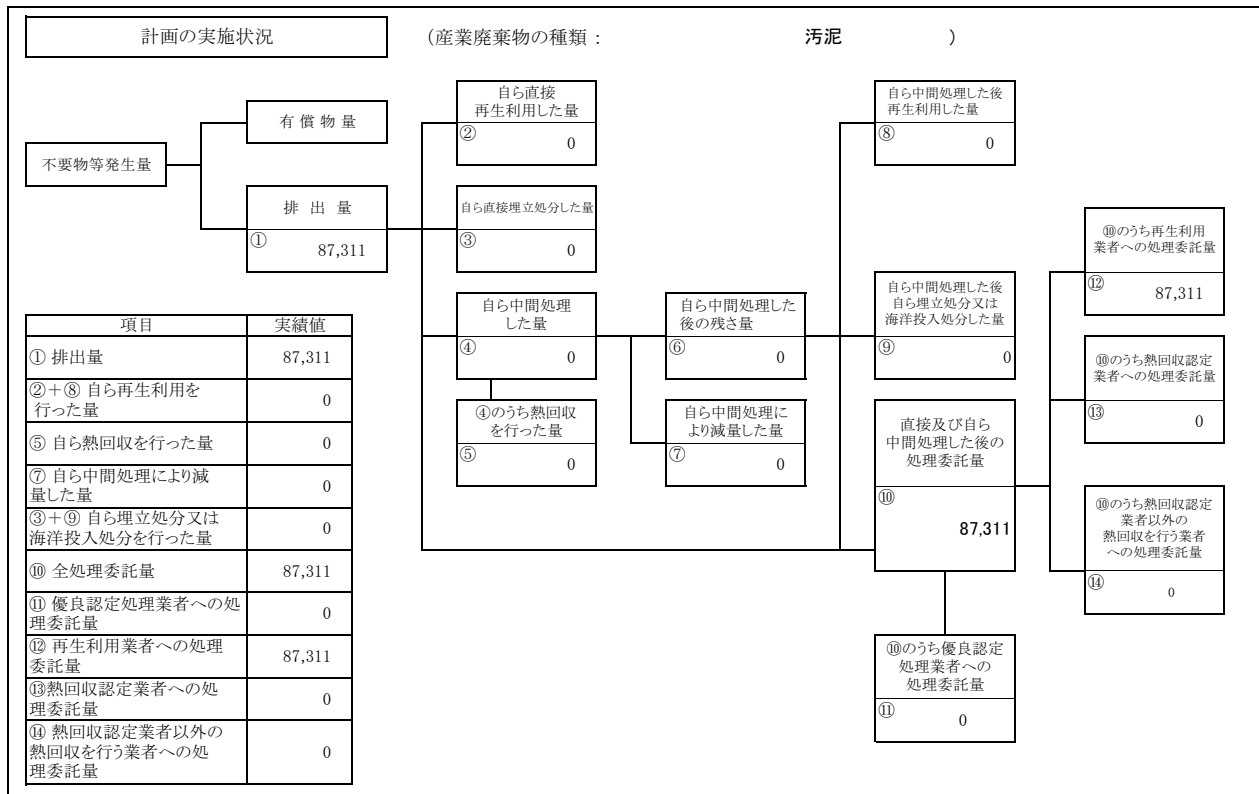 計画の実施状況
(産業廃棄物の種類： 汚泥 )
不要物等発生量
有償物量
排出量
① 87,311
自ら直接
再生利用した量
② 0
自ら直接埋立処分した量
③ 0
自ら中間処理
した量
④ 0
④のうち熱回収
を行った量
⑤ 0
自ら中間処理した
後の残さ量
⑥ 0
自ら中間処理に
より減量した量
⑦ 0
自ら中間処理した後
再生利用した量
⑧ 0
自ら中間処理した後
自ら埋立処分又は
海洋投入処分した量
⑨ 0
直接及び自ら
中間処理した後の
処理委託量
⑩
87,311
⑩のうち優良認定
処理業者への
処理委託量
⑪ 0
⑩のうち再生利用
業者への処理委託量
⑫ 87,311
⑩のうち熱回収認定
業者への処理委託量
⑬ 0
⑩のうち熱回収認定
業者以外の
熱回収を行う業者
への処理委託量
⑭ 0
項目 実績値
① 排出量 87,311
②＋⑧ 自ら再生利用を
行った量 0
⑤ 自ら熱回収を行った量 0
⑦ 自ら中間処理により減
量した量 0
③＋⑨ 自ら埋立処分又は
海洋投入処分を行った量 0
⑩ 全処理委託量 87,311
⑪ 優良認定処理業者への処
理委託量 0
⑫ 再生利用業者への処理
委託量 87,311
⑬熱回収認定業者への処
理委託量 0
⑭ 熱回収認定業者以外の
熱回収を行う業者への処
理委託量 0